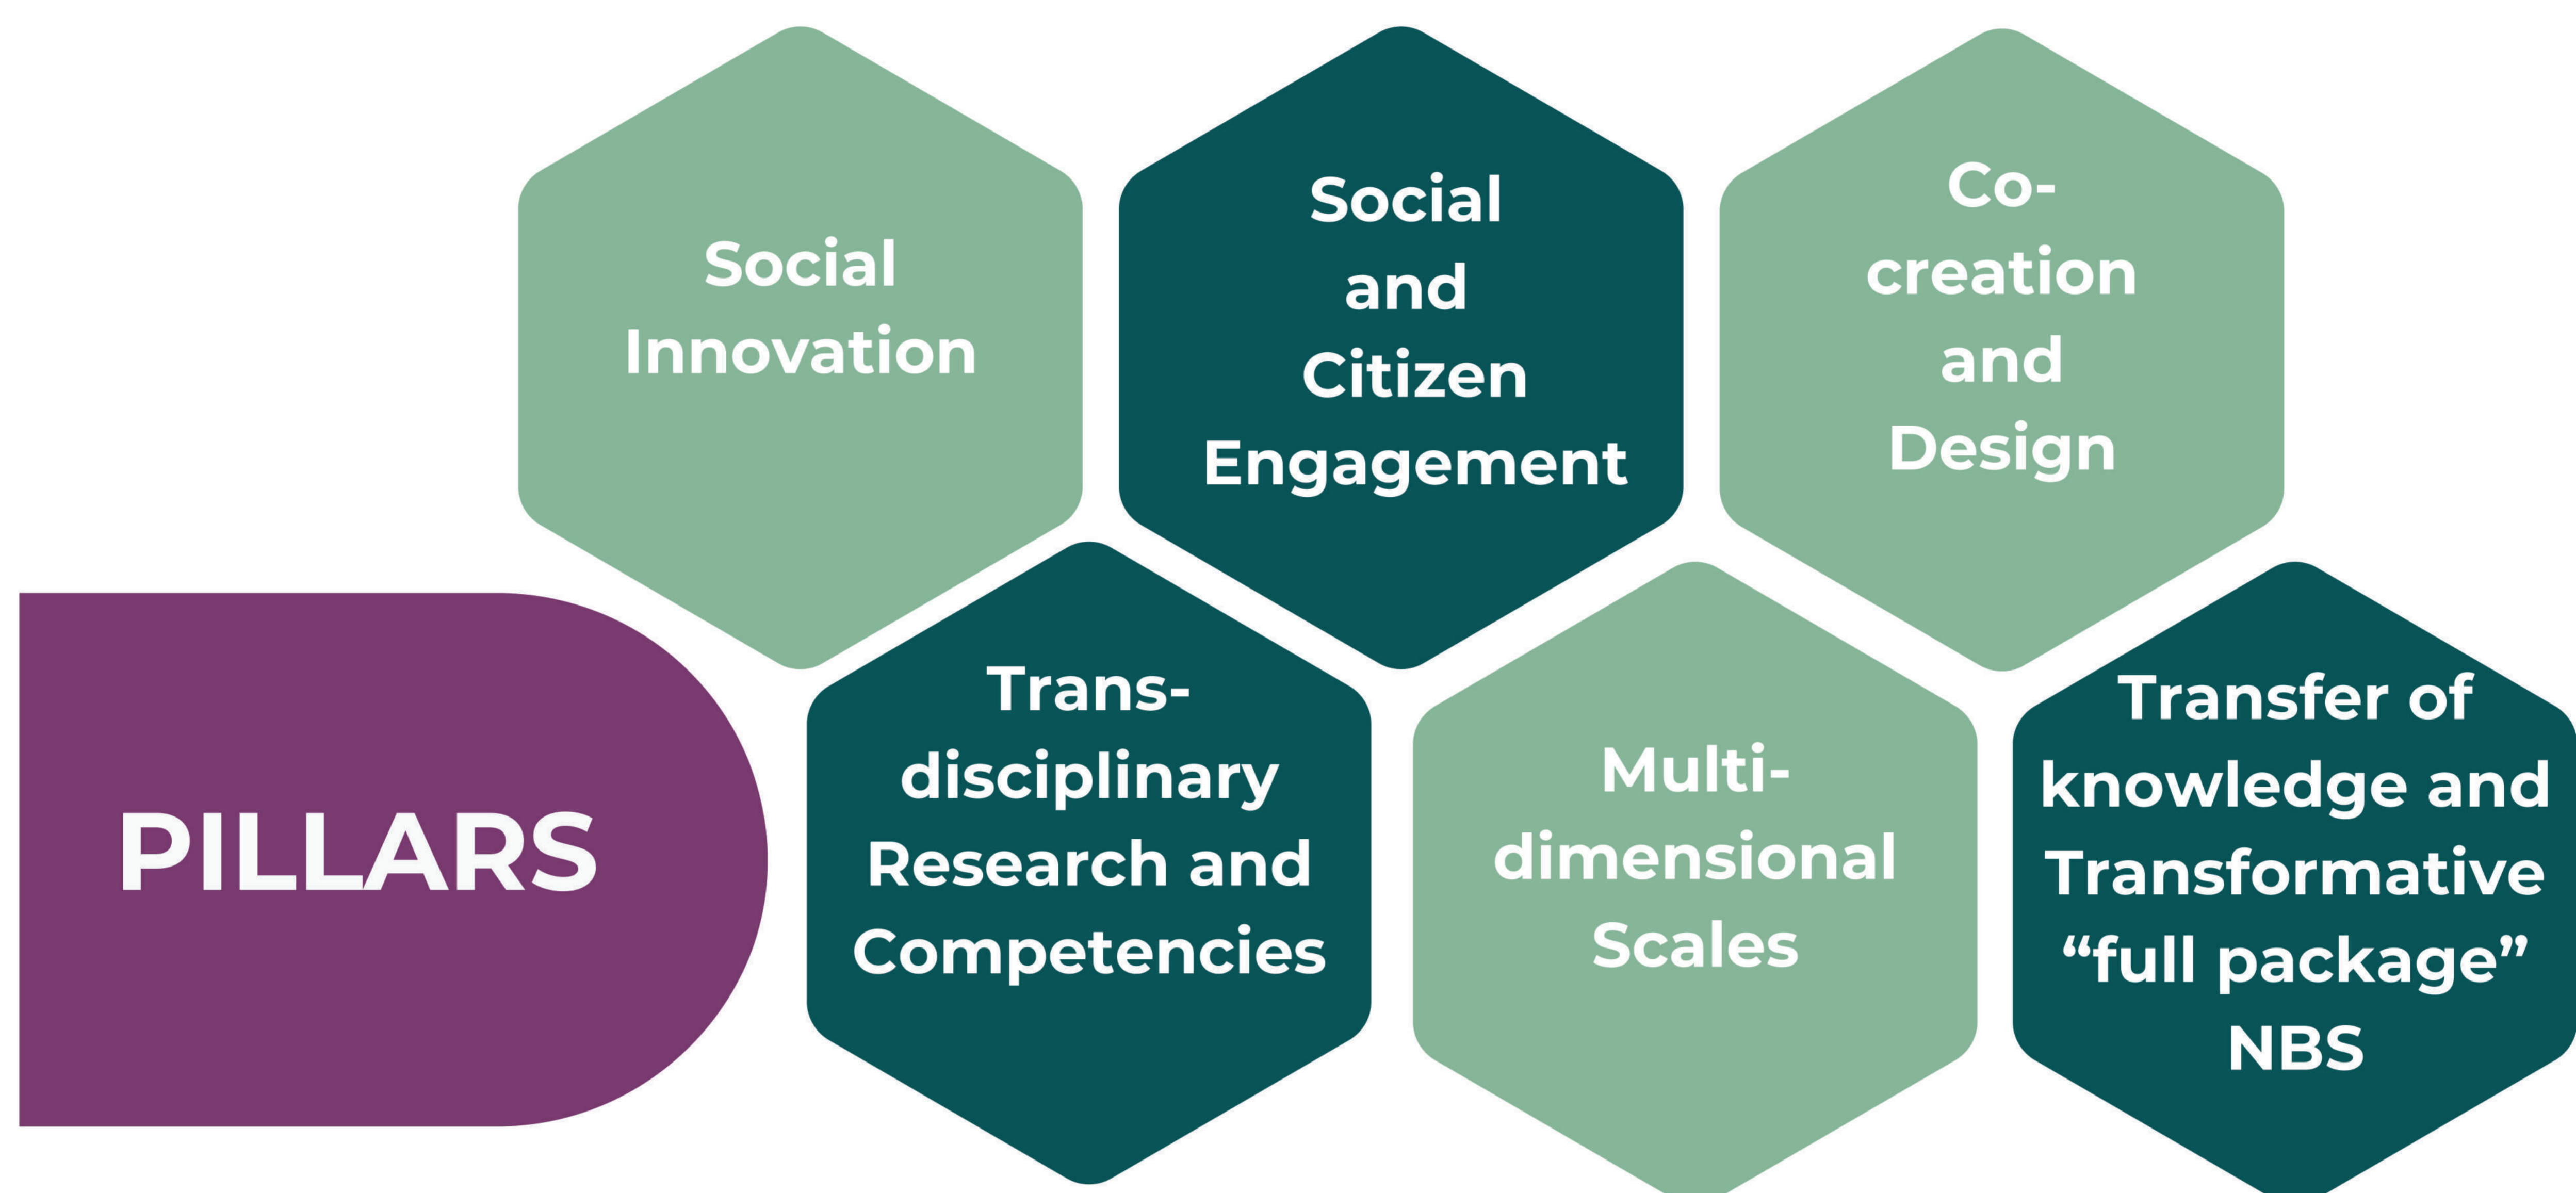 Social
Innovation
Social
and
Citizen
Engagement
Co-
creation
and
Design
PILLARS
Trans-
disciplinary
Research and
Competencies
Multi-
dimensional
Scales
Transfer of
knowledge and
Transformative
“full package”
NBS